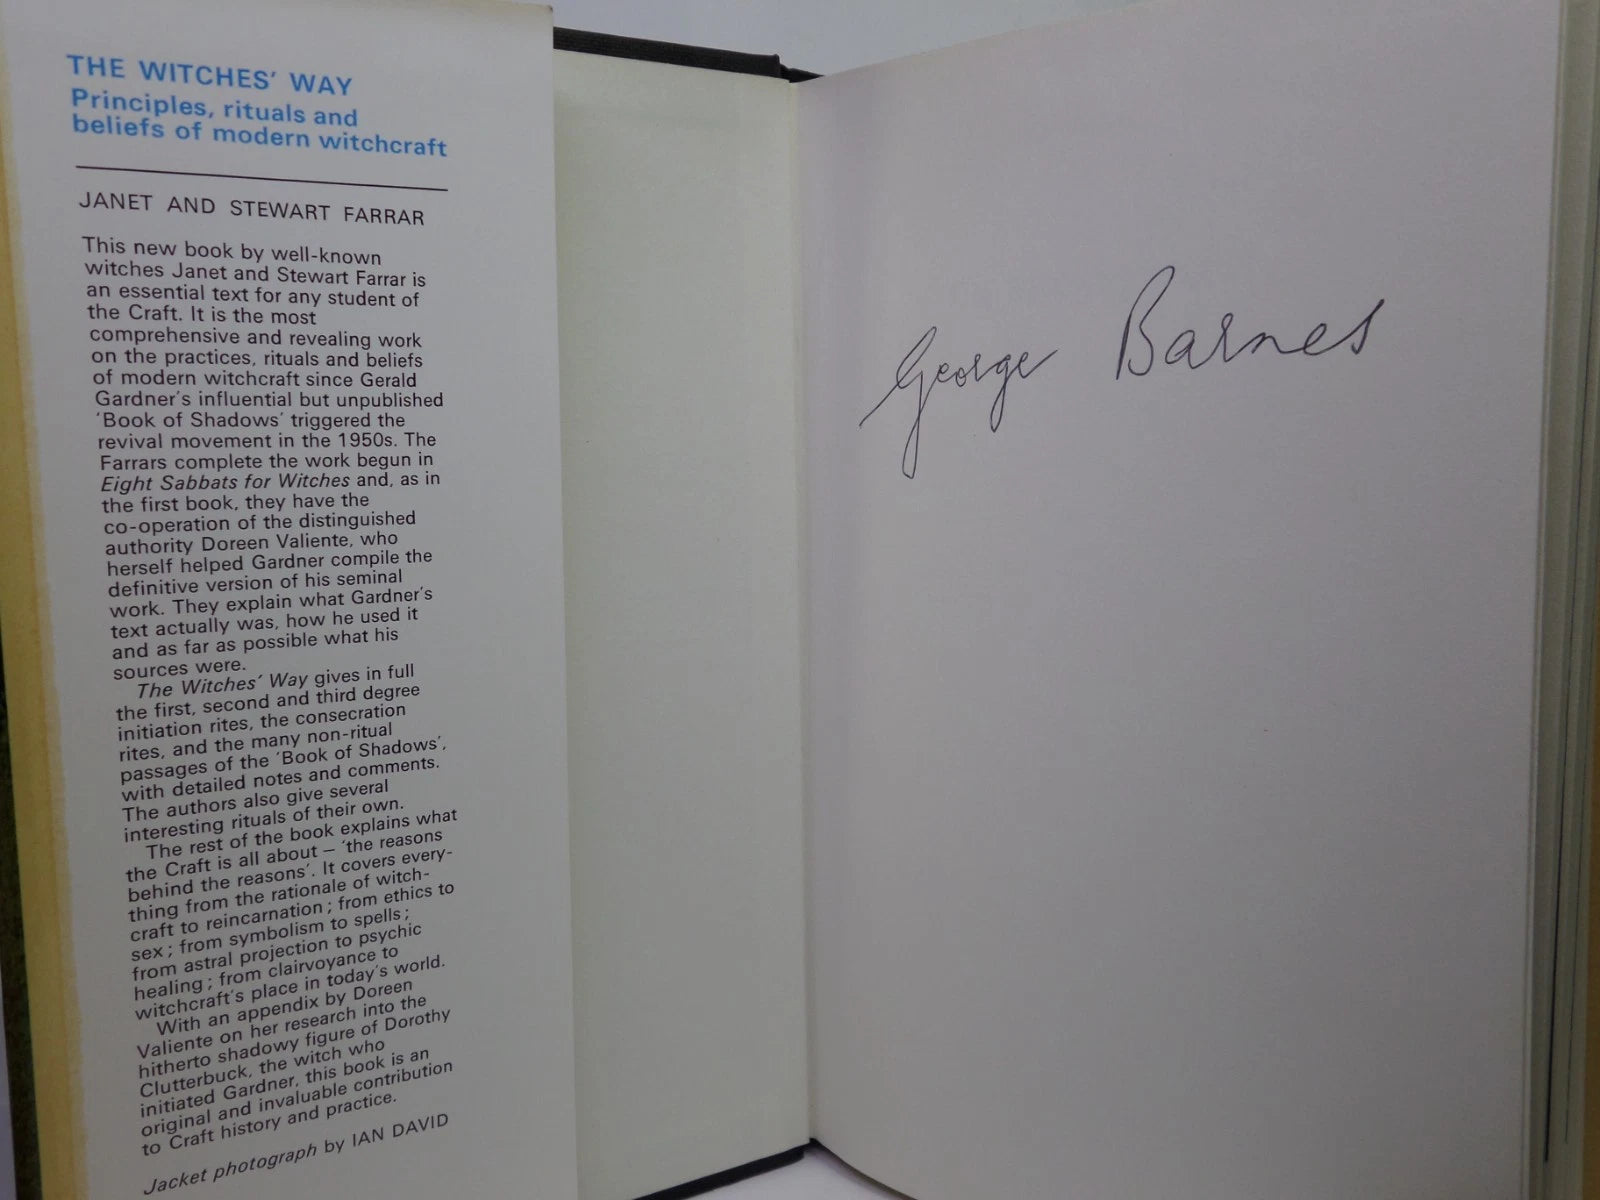 THE WITCHES' WAY
Principles, rituals and
beliefs of modern witchcraft
JANET AND STEWART FARRAR
This new book by well-known
witches Janet and Stewart Farrar is
an essential text for any student of
the Craft. It is the most
comprehensive and revealing work
on the practices, rituals and beliefs
of modern witchcraft since Gerald
Gardner's influential but unpublished
'Book of Shadows' triggered the
revival movement in the 1950s. The
Farrars complete the work begun in
Eight Sabbats for Witches and, as in
the first book, they have the
co-operation of the distinguished
authority Doreen Valiente, who
herself helped Gardner compile the
definitive version of his seminal
work. They explain what Gardner's
text actually was, how he used it
and as far as possible what his
sources were.
The Witches' Way gives in full
the first, second and third degree
initiation rites, the consecration
rites, and the many non-ritual
passages of the 'Book of Shadows',
with detailed notes and comments.
The authors also give several
interesting rituals of their own.
The rest of the book explains what
the Craft is all about – 'the reasons
behind the reasons'. It covers every-
thing from the rationale of witch-
craft to reincarnation; from ethics to
sex; from symbolism to spells;
from astral projection to psychic
healing; from clairvoyance to
witchcraft's place in today's world.
With an appendix by Doreen
Valiente on her research into the
hitherto shadowy figure of Dorothy
Clutterbuck, the witch who
initiated Gardner, this book is an
original and invaluable contribution
to Craft history and practice.
Jacket photograph by IAN DAVID
George Barnes